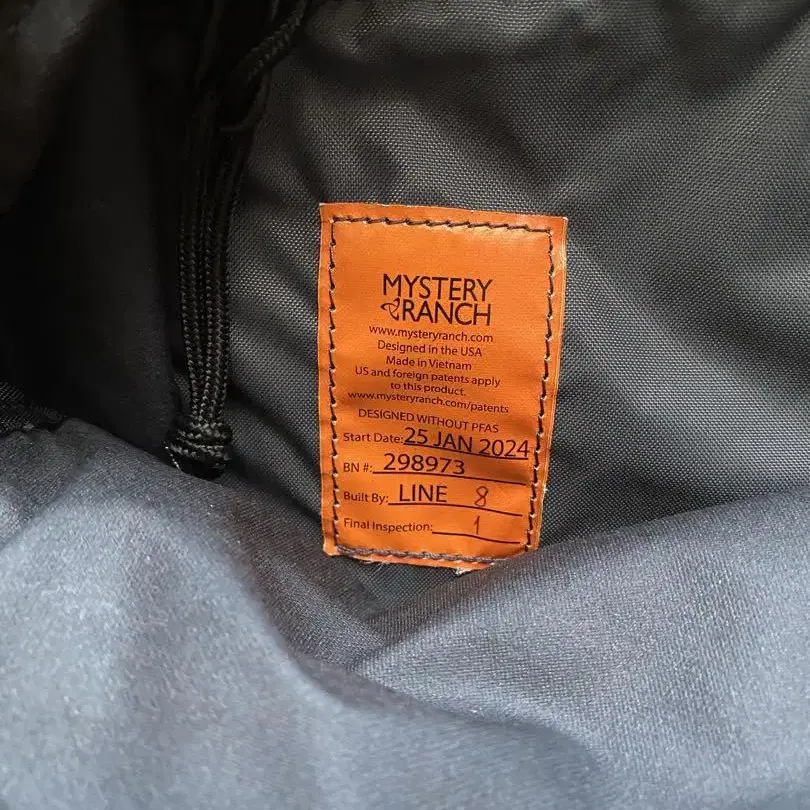 MYSTERY
RANCH
www.mysteryranch.com
Designed in the USA
Made in Vietnam
US and foreign patents apply
to this product.
www.mysteryranch.com/patents
DESIGNED WITHOUT PFAS
Start Date: 25 JAN 2024
BN #: 298973
Built By: LINE 8
Final Inspection: 1